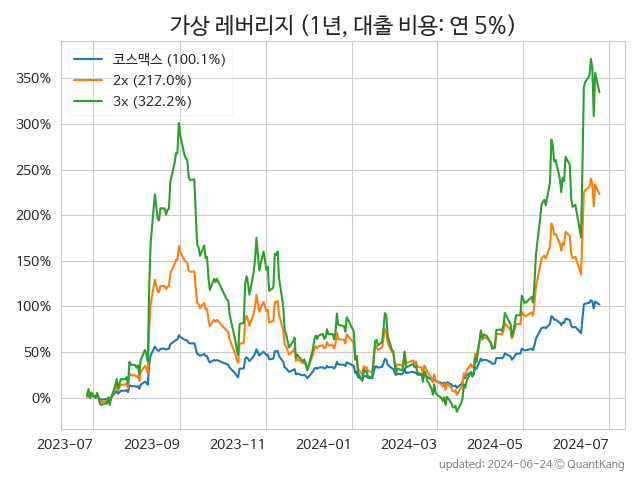 가상 레버리지 (1년, 대출 비용: 연 5%)
코스맥스 (100.1%)
2x (217.0%)
3x (322.2%)
350%
300%
250%
200%
150%
100%
50%
0%
2023-07 2023-09 2023-11 2024-01 2024-03 2024-05 2024-07
updated: 2024-06-24 © QuantKang